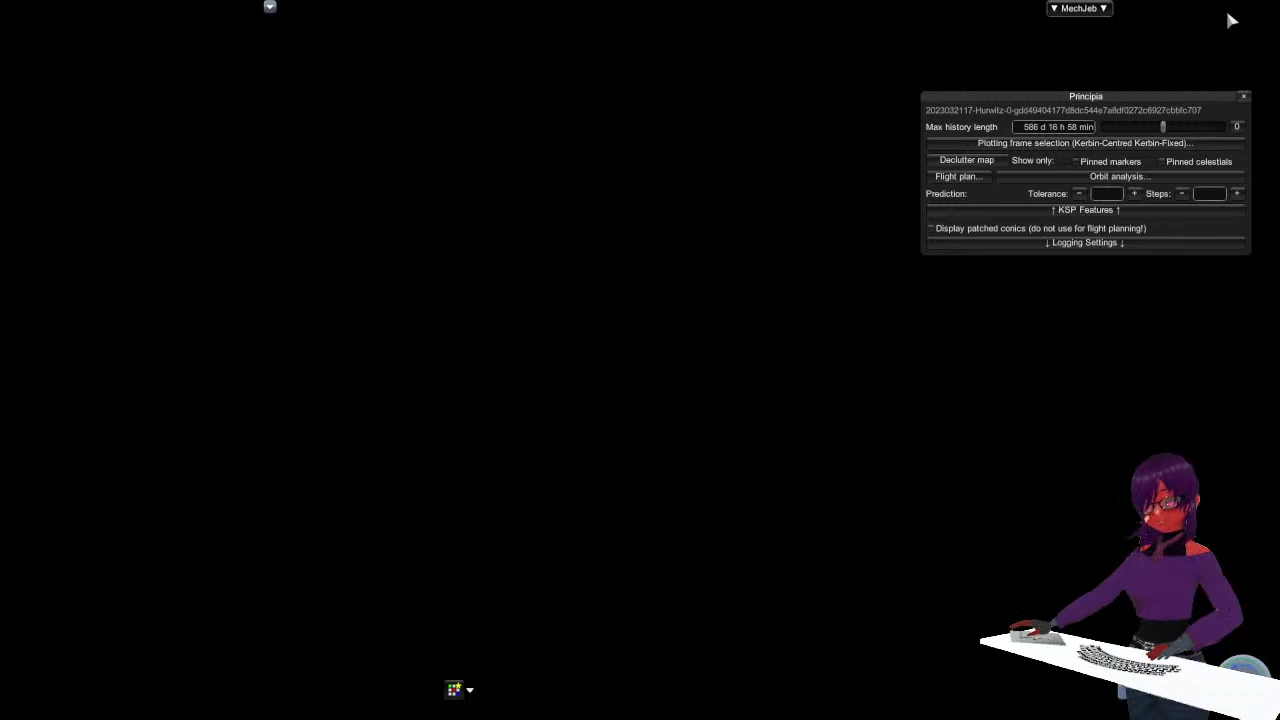 ▼ MechJeb ▼
Principia
×
2023032117-Hurwitz-0-gdd49404177d8dc544e7a8df0272c6927cbbfc707
Max history length 586 d 16 h 58 min 0
Plotting frame selection (Kerbin-Centred Kerbin-Fixed)...
Declutter map Show only: Pinned markers Pinned celestials
Flight plan... Orbit analysis...
Prediction: Tolerance: − + Steps: − +
↑ KSP Features ↑
Display patched conics (do not use for flight planning!)
↓ Logging Settings ↓